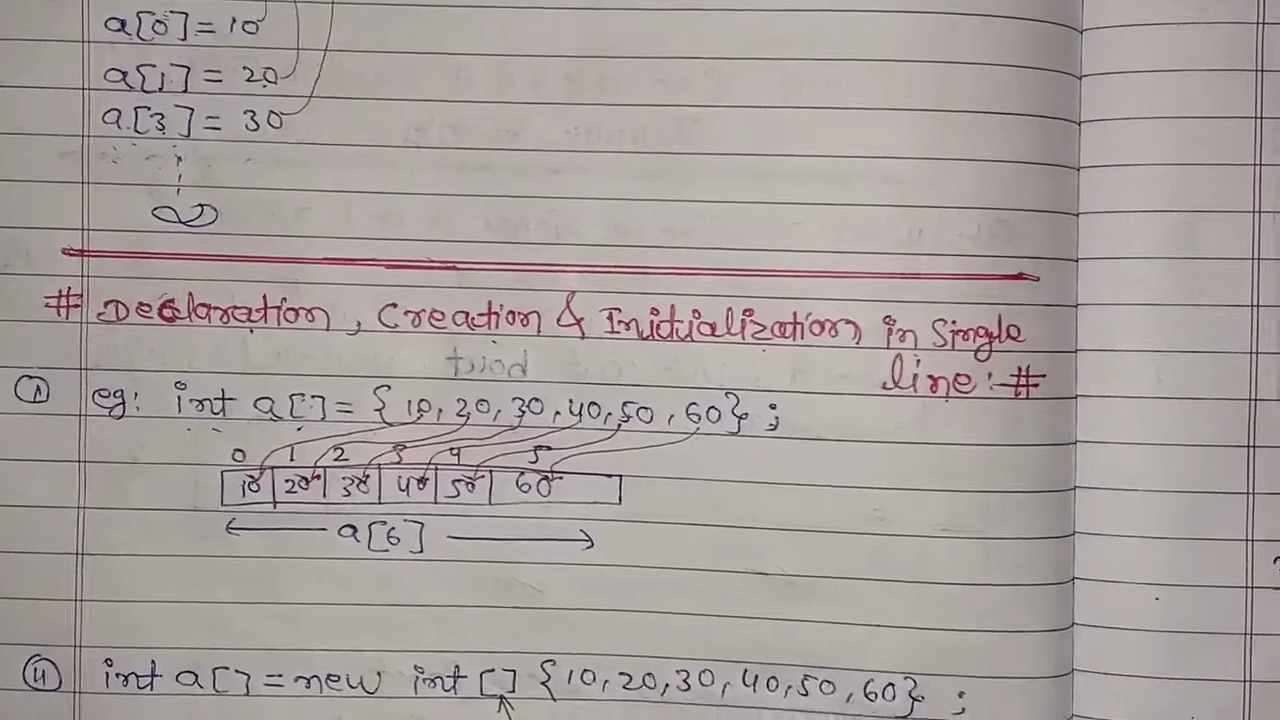 a[0] = 10
a[1] = 20
a[3] = 30
# Declaration, Creation & Initialization in Single
line: #
① eg: int a[] = {10, 20, 30, 40, 50, 60};
0 1 2 3 4 5
10 20 30 40 50 60
a[6]
② int a[] = new int [] {10, 20, 30, 40, 50, 60};